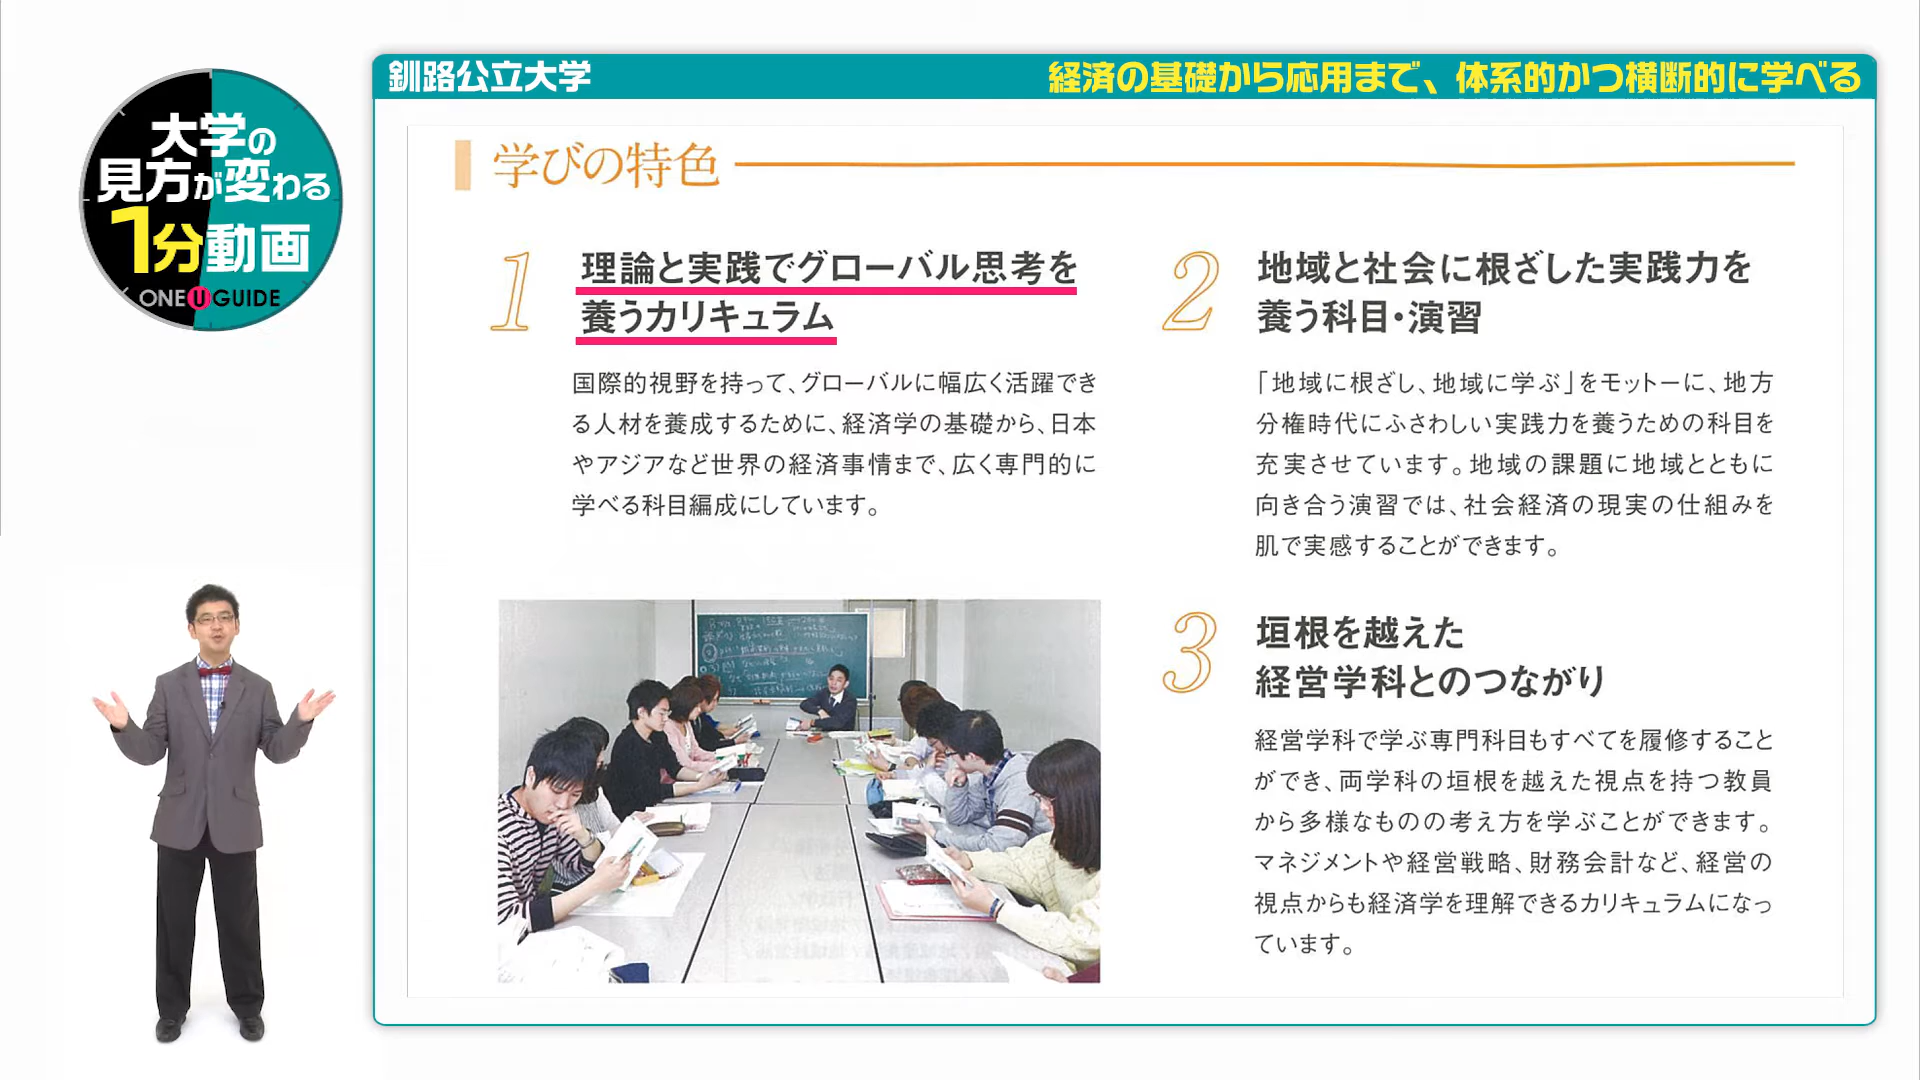 大学の
見方が変わる
1分動画
ONE U GUIDE
釧路公立大学
経済の基礎から応用まで、体系的かつ横断的に学べる
学びの特色
1
理論と実践でグローバル思考を
養うカリキュラム
国際的視野を持って、グローバルに幅広く活躍でき
る人材を養成するために、経済学の基礎から、日本
やアジアなど世界の経済事情まで、広く専門的に
学べる科目編成にしています。
2
地域と社会に根ざした実践力を
養う科目・演習
「地域に根ざし、地域に学ぶ」をモットーに、地方
分権時代にふさわしい実践力を養うための科目を
充実させています。地域の課題に地域とともに
向き合う演習では、社会経済の現実の仕組みを
肌で実感することができます。
3
垣根を越えた
経営学科とのつながり
経営学科で学ぶ専門科目もすべてを履修すること
ができ、両学科の垣根を越えた視点を持つ教員
から多様なものの考え方を学ぶことができます。
マネジメントや経営戦略、財務会計など、経営の
視点からも経済学を理解できるカリキュラムになっ
ています。